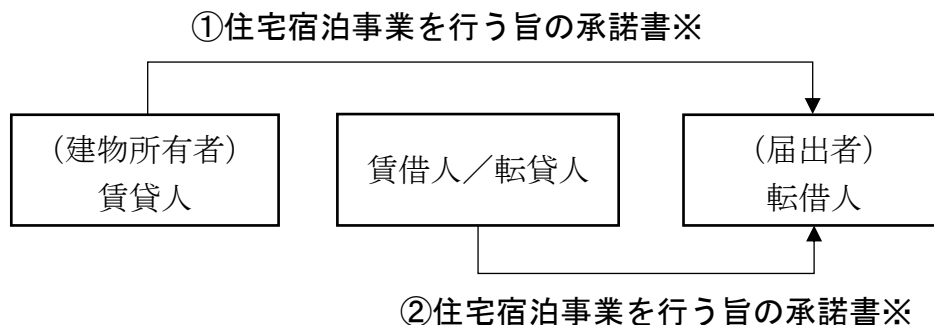 ①住宅宿泊事業を行う旨の承諾書※
（建物所有者）
賃貸人
賃借人／転貸人
（届出者）
転借人
②住宅宿泊事業を行う旨の承諾書※